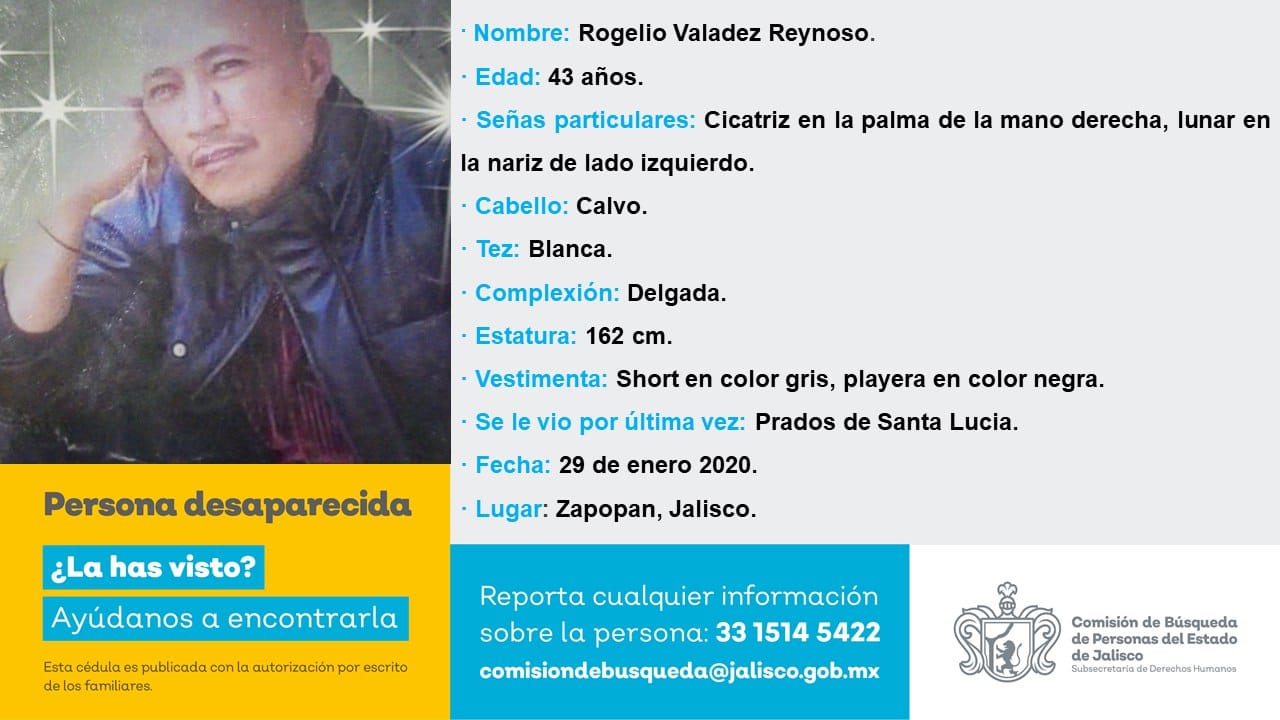 · Nombre: Rogelio Valadez Reynoso.
· Edad: 43 años.
· Señas particulares: Cicatriz en la palma de la mano derecha, lunar en
la nariz de lado izquierdo.
· Cabello: Calvo.
· Tez: Blanca.
· Complexión: Delgada.
· Estatura: 162 cm.
· Vestimenta: Short en color gris, playera en color negra.
· Se le vio por última vez: Prados de Santa Lucia.
· Fecha: 29 de enero 2020.
· Lugar: Zapopan, Jalisco.
Persona desaparecida
¿La has visto?
Ayúdanos a encontrarla
Esta cédula es publicada con la autorización por escrito
de los familiares.
Reporta cualquier información
sobre la persona: 33 1514 5422
comisiondebusqueda@jalisco.gob.mx
Comisión de Búsqueda
de Personas del Estado
de Jalisco
Subsecretaría de Derechos Humanos